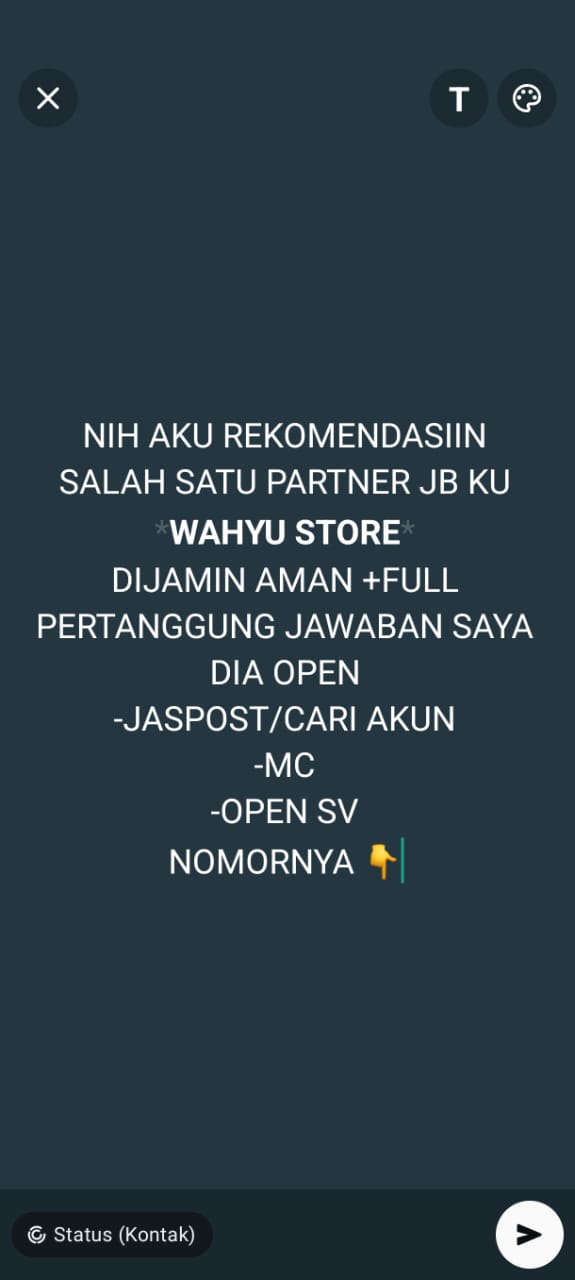 T
NIH AKU REKOMENDASIIN
SALAH SATU PARTNER JB KU
*WAHYU STORE*
DIJAMIN AMAN +FULL
PERTANGGUNG JAWABAN SAYA
DIA OPEN
-JASPOST/CARI AKUN
-MC
-OPEN SV
NOMORNYA 👇
Status (Kontak)